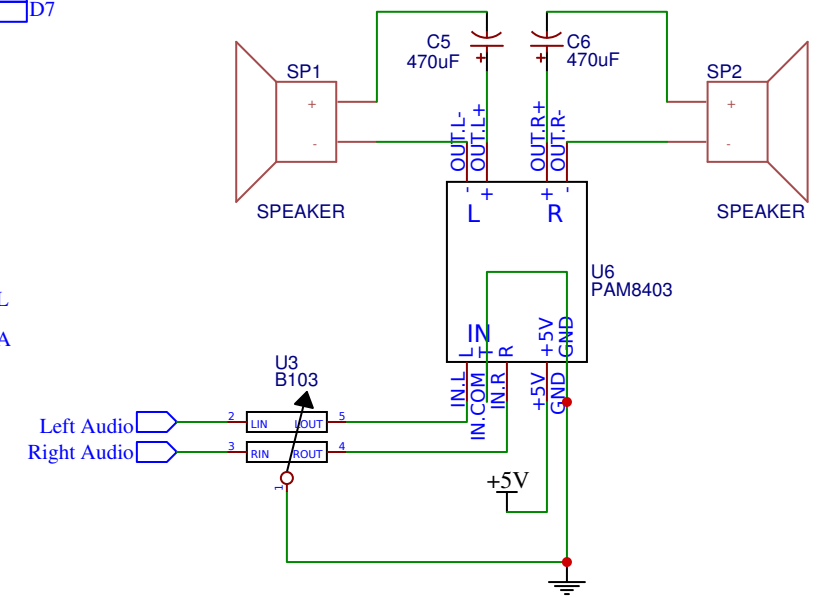 D7
C5
470uF
C6
470uF
SP1
+
-
SPEAKER
SP2
+
-
SPEAKER
+
+
OUT.L-
OUT.L+
OUT.R+
OUT.R-
-
+
+
-
L
R
U6
PAM8403
IN
L
T
R
+5V
GND
IN.L
IN.COM
IN.R
+5V
GND
L
A
U3
B103
Left Audio
2
LIN
LOUT
5
Right Audio
3
RIN
ROUT
4
1
+5V